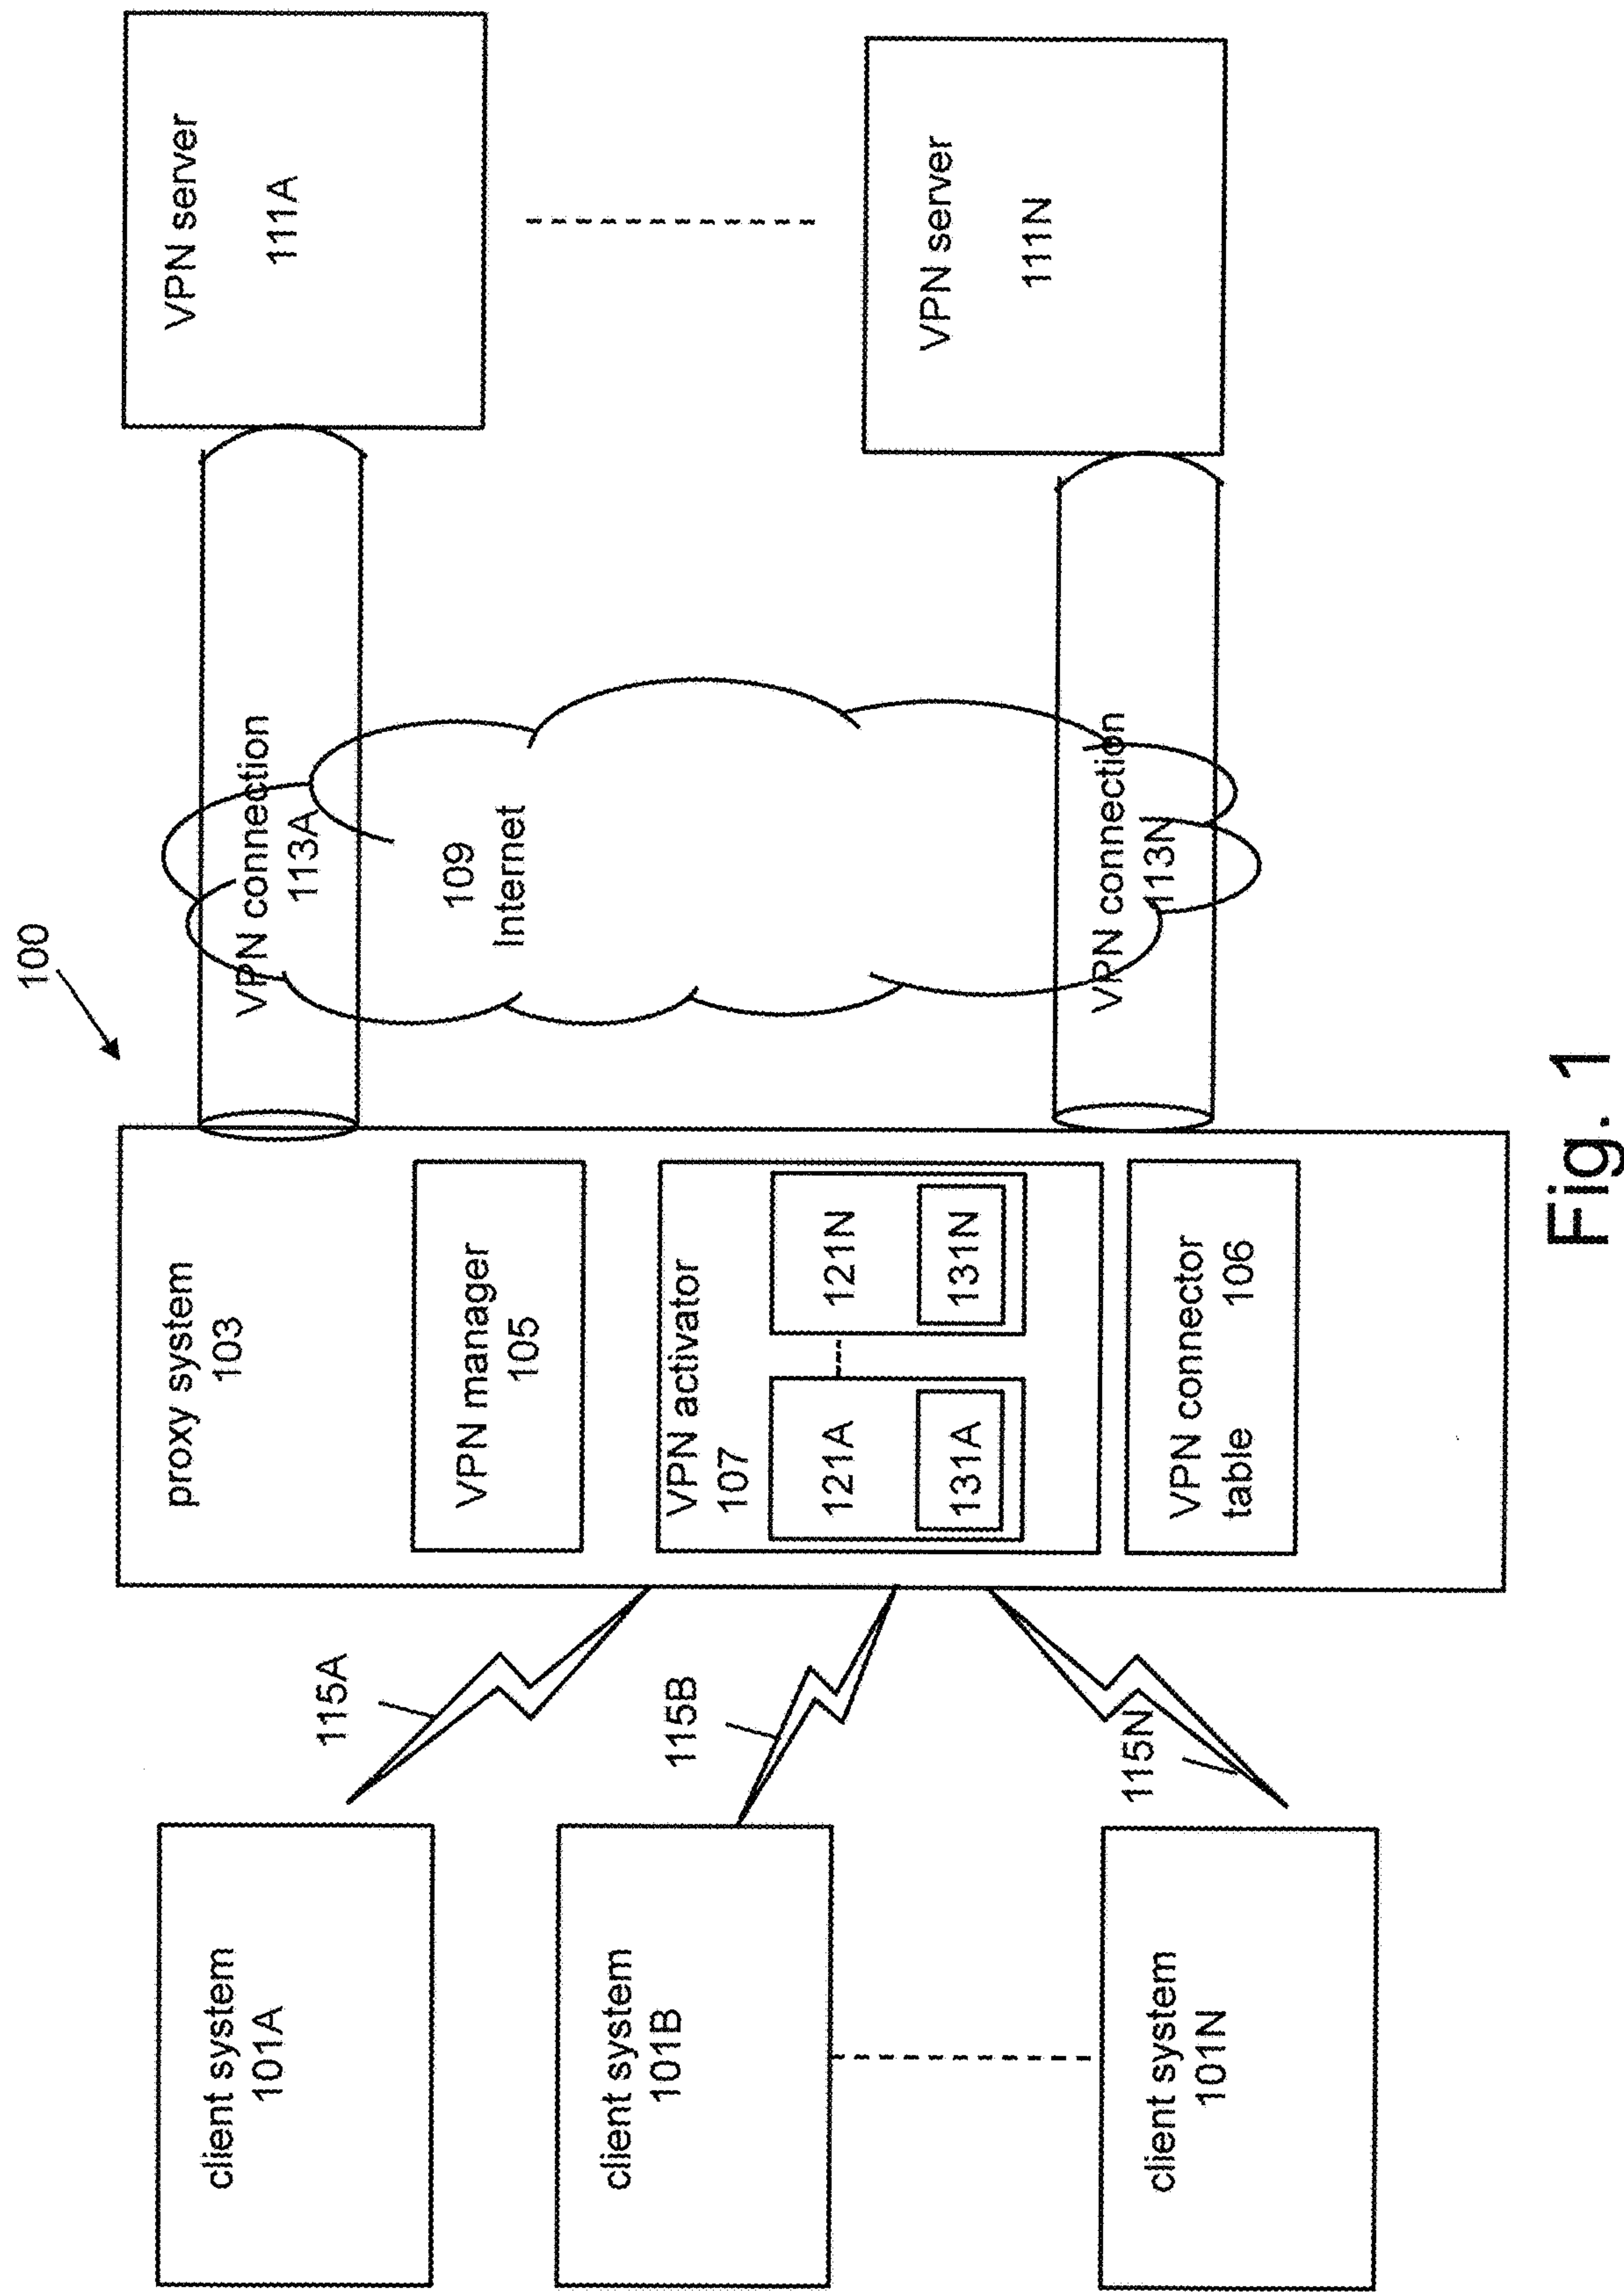 100
client system
101A
client system
101B
client system
101N
115A
115B
115N
proxy system
103
VPN manager
105
VPN activator
107
121A
131A
121N
131N
VPN connector
table 106
VPN connection
113A
109
Internet
VPN connection
113N
VPN server
111A
VPN server
111N
Fig. 1